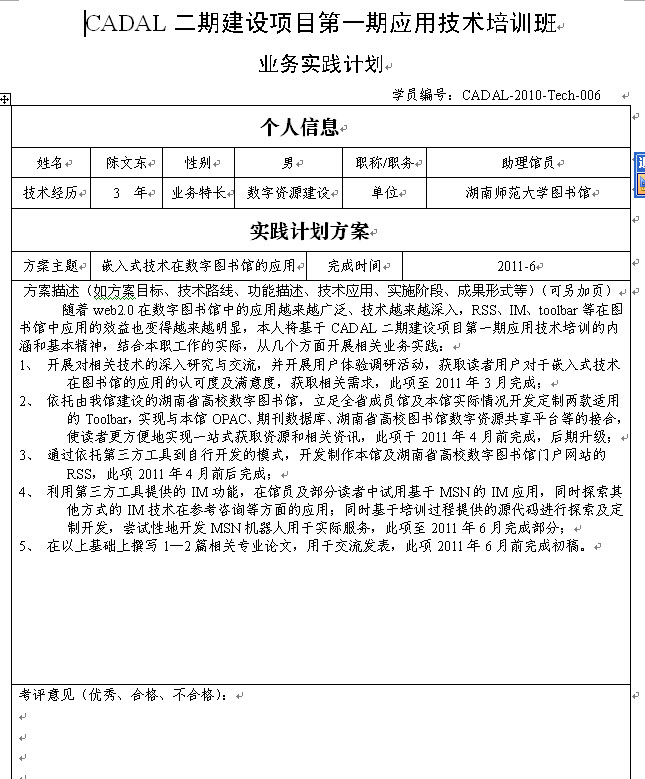 CADAL 二期建设项目第一期应用技术培训班
业务实践计划
学员编号：CADAL-2010-Tech-006
个人信息
姓名 陈文东 性别 男 职称/职务 助理馆员
技术经历 3 年 业务特长 数字资源建设 单位 湖南师范大学图书馆
实践计划方案
方案主题 嵌入式技术在数字图书馆的应用 完成时间 2011-6
方案描述（如方案目标、技术路线、功能描述、技术应用、实施阶段、成果形式等）（可另加页）
随着 web2.0 在数字图书馆中的应用越来越广泛、技术越来越深入，RSS、IM、toolbar 等在图
书馆中应用的效益也变得越来越明显，本人将基于 CADAL 二期建设项目第一期应用技术培训的内
涵和基本精神，结合本职工作的实际，从几个方面开展相关业务实践：
1、 开展对相关技术的深入研究与交流，并开展用户体验调研活动，获取读者用户对于嵌入式技术
在图书馆的应用的认可度及满意度，获取相关需求，此项至 2011 年 3 月完成；
2、 依托由我馆建设的湖南省高校数字图书馆，立足全省成员馆及本馆实际情况开发定制两款适用
的 Toolbar，实现与本馆 OPAC、期刊数据库、湖南省高校图书馆数字资源共享平台等的接合，
使读者更方便地实现一站式获取资源和相关资讯，此项于 2011 年 4 月前完成，后期升级；
3、 通过依托第三方工具到自行开发的模式，开发制作本馆及湖南省高校数字图书馆门户网站的
RSS，此项 2011 年 4 月前后完成；
4、 利用第三方工具提供的 IM 功能，在馆员及部分读者中试用基于 MSN 的 IM 应用，同时探索其
他方式的 IM 技术在参考咨询等方面的应用；同时基于培训过程提供的源代码进行探索及定
制开发，尝试性地开发 MSN 机器人用于实际服务，此项至 2011 年 6 月完成部分；
5、 在以上基础上撰写 1—2 篇相关专业论文，用于交流发表，此项 2011 年 6 月前完成初稿。
考评意见（优秀、合格、不合格）：